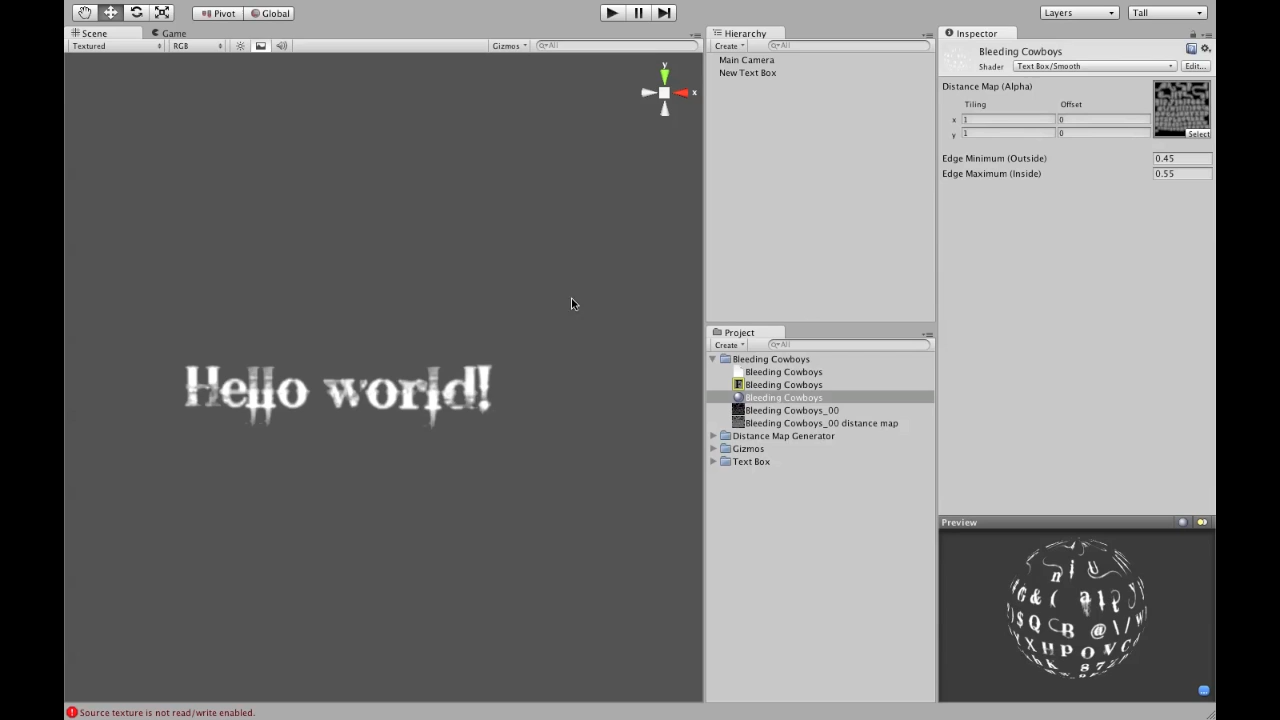 Pivot Global Layers Tall
Scene Game
Textured RGB Gizmos All
Hello world!
y
x
Hierarchy
Create All
Main Camera
New Text Box
Project
Create All
Bleeding Cowboys
Bleeding Cowboys
Bleeding Cowboys
Bleeding Cowboys
Bleeding Cowboys_00
Bleeding Cowboys_00 distance map
Distance Map Generator
Gizmos
Text Box
Inspector
Bleeding Cowboys
Shader Text Box/Smooth Edit...
Distance Map (Alpha)
Tiling Offset
x 1 0
y 1 0
Select
Edge Minimum (Outside) 0.45
Edge Maximum (Inside) 0.55
Preview
Source texture is not read/write enabled.